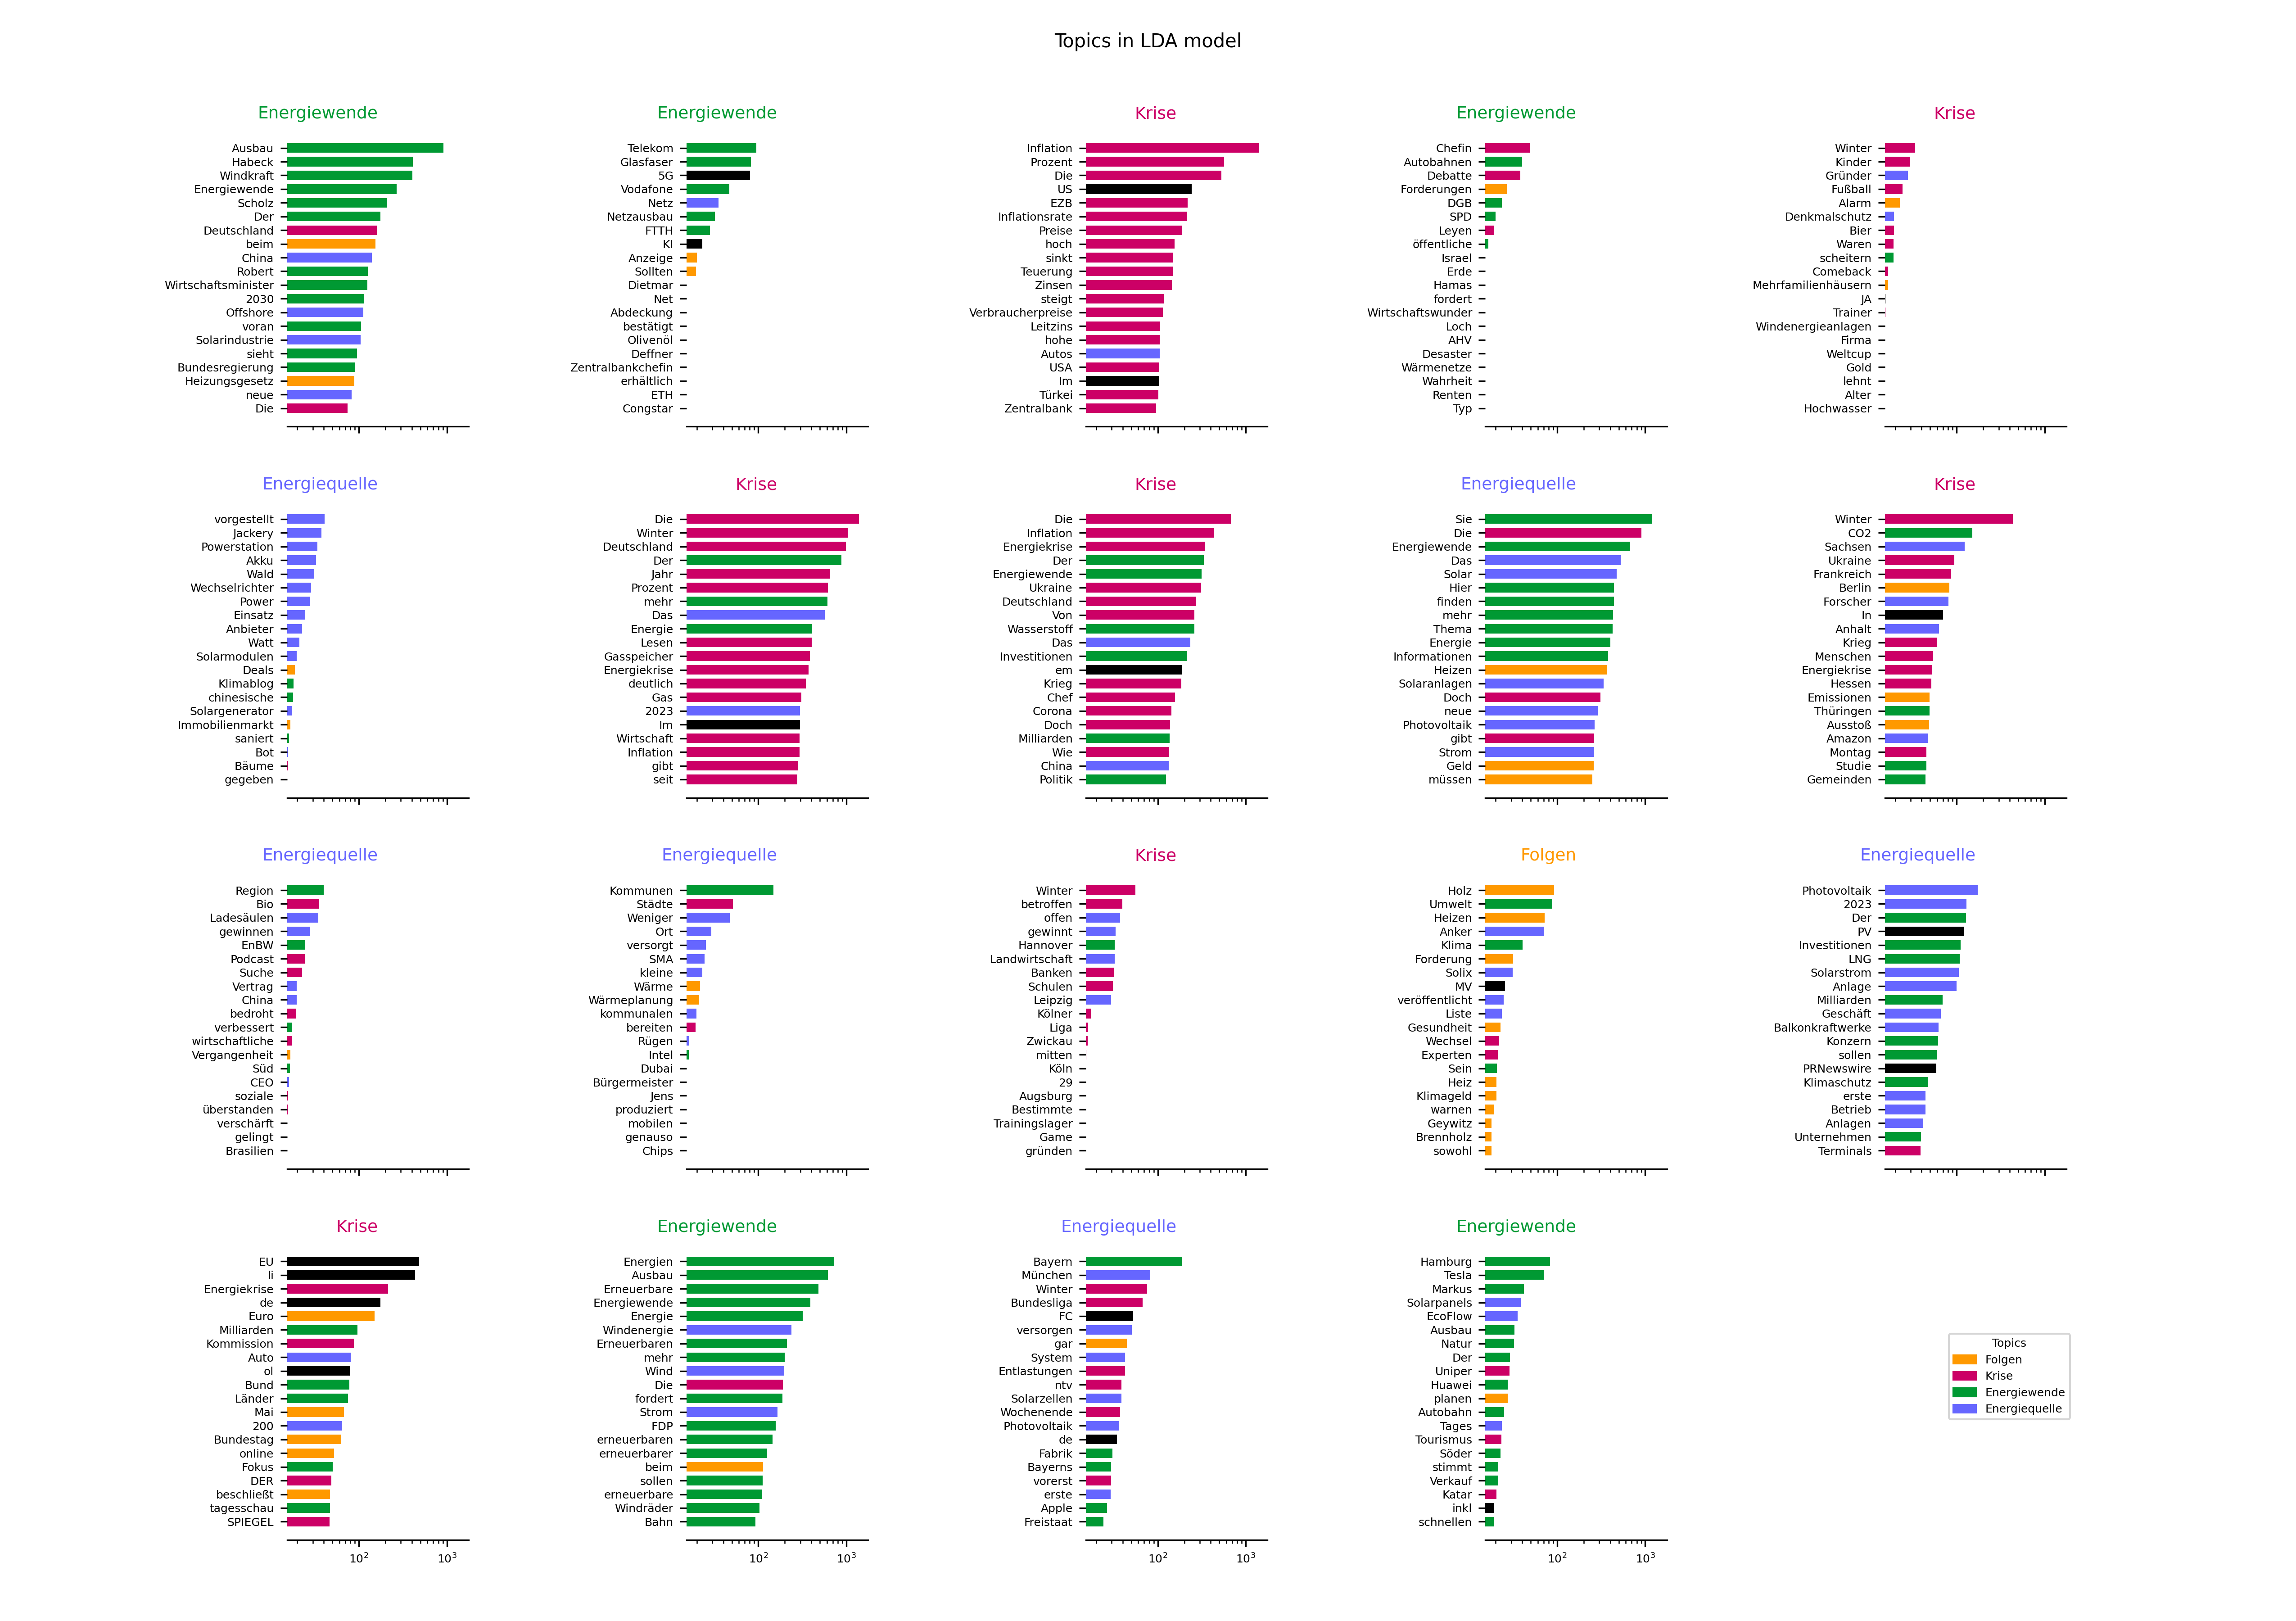 Topics in LDA model
Energiewende
Ausbau
Habeck
Windkraft
Energiewende
Scholz
Der
Deutschland
beim
China
Robert
Wirtschaftsminister
2030
Offshore
voran
Solarindustrie
sieht
Bundesregierung
Heizungsgesetz
neue
Die
Energiewende
Telekom
Glasfaser
5G
Vodafone
Netz
Netzausbau
FTTH
KI
Anzeige
Sollten
Dietmar
Net
Abdeckung
bestätigt
Olivenöl
Deffner
Zentralbankchefin
erhältlich
ETH
Congstar
Krise
Inflation
Prozent
Die
US
EZB
Inflationsrate
Preise
hoch
sinkt
Teuerung
Zinsen
steigt
Verbraucherpreise
Leitzins
hohe
Autos
USA
Im
Türkei
Zentralbank
Energiewende
Chefin
Autobahnen
Debatte
Forderungen
DGB
SPD
Leyen
öffentliche
Israel
Erde
Hamas
fordert
Wirtschaftswunder
Loch
AHV
Desaster
Wärmenetze
Wahrheit
Renten
Typ
Krise
Winter
Kinder
Gründer
Fußball
Alarm
Denkmalschutz
Bier
Waren
scheitern
Comeback
Mehrfamilienhäusern
JA
Trainer
Windenergieanlagen
Firma
Weltcup
Gold
lehnt
Alter
Hochwasser
Energiequelle
vorgestellt
Jackery
Powerstation
Akku
Wald
Wechselrichter
Power
Einsatz
Anbieter
Watt
Solarmodulen
Deals
Klimablog
chinesische
Solargenerator
Immobilienmarkt
saniert
Bot
Bäume
gegeben
Krise
Die
Winter
Deutschland
Der
Jahr
Prozent
mehr
Das
Energie
Lesen
Gasspeicher
Energiekrise
deutlich
Gas
2023
Im
Wirtschaft
Inflation
gibt
seit
Krise
Die
Inflation
Energiekrise
Der
Energiewende
Ukraine
Deutschland
Von
Wasserstoff
Das
Investitionen
em
Krieg
Chef
Corona
Doch
Milliarden
Wie
China
Politik
Energiequelle
Sie
Die
Energiewende
Das
Solar
Hier
finden
mehr
Thema
Energie
Informationen
Heizen
Solaranlagen
Doch
neue
Photovoltaik
gibt
Strom
Geld
müssen
Krise
Winter
CO2
Sachsen
Ukraine
Frankreich
Berlin
Forscher
In
Anhalt
Krieg
Menschen
Energiekrise
Hessen
Emissionen
Thüringen
Ausstoß
Amazon
Montag
Studie
Gemeinden
Energiequelle
Region
Bio
Ladesäulen
gewinnen
EnBW
Podcast
Suche
Vertrag
China
bedroht
verbessert
wirtschaftliche
Vergangenheit
Süd
CEO
soziale
überstanden
verschärft
gelingt
Brasilien
Energiequelle
Kommunen
Städte
Weniger
Ort
versorgt
SMA
kleine
Wärme
Wärmeplanung
kommunalen
bereiten
Rügen
Intel
Dubai
Bürgermeister
Jens
produziert
mobilen
genauso
Chips
Krise
Winter
betroffen
offen
gewinnt
Hannover
Landwirtschaft
Banken
Schulen
Leipzig
Kölner
Liga
Zwickau
mitten
Köln
29
Augsburg
Bestimmte
Trainingslager
Game
gründen
Folgen
Holz
Umwelt
Heizen
Anker
Klima
Forderung
Solix
MV
veröffentlicht
Liste
Gesundheit
Wechsel
Experten
Sein
Heiz
Klimageld
warnen
Geywitz
Brennholz
sowohl
Energiequelle
Photovoltaik
2023
Der
PV
Investitionen
LNG
Solarstrom
Anlage
Milliarden
Geschäft
Balkonkraftwerke
Konzern
sollen
PRNewswire
Klimaschutz
erste
Betrieb
Anlagen
Unternehmen
Terminals
Krise
EU
li
Energiekrise
de
Euro
Milliarden
Kommission
Auto
ol
Bund
Länder
Mai
200
Bundestag
online
Fokus
DER
beschließt
tagesschau
SPIEGEL
10² 10³
Energiewende
Energien
Ausbau
Erneuerbare
Energiewende
Energie
Windenergie
Erneuerbaren
mehr
Wind
Die
fordert
Strom
FDP
erneuerbaren
erneuerbarer
beim
sollen
erneuerbare
Windräder
Bahn
10² 10³
Energiequelle
Bayern
München
Winter
Bundesliga
FC
versorgen
gar
System
Entlastungen
ntv
Solarzellen
Wochenende
Photovoltaik
de
Fabrik
Bayerns
vorerst
erste
Apple
Freistaat
10² 10³
Energiewende
Hamburg
Tesla
Markus
Solarpanels
EcoFlow
Ausbau
Natur
Der
Uniper
Huawei
planen
Autobahn
Tages
Tourismus
Söder
stimmt
Verkauf
Katar
inkl
schnellen
10² 10³
Topics
Folgen
Krise
Energiewende
Energiequelle